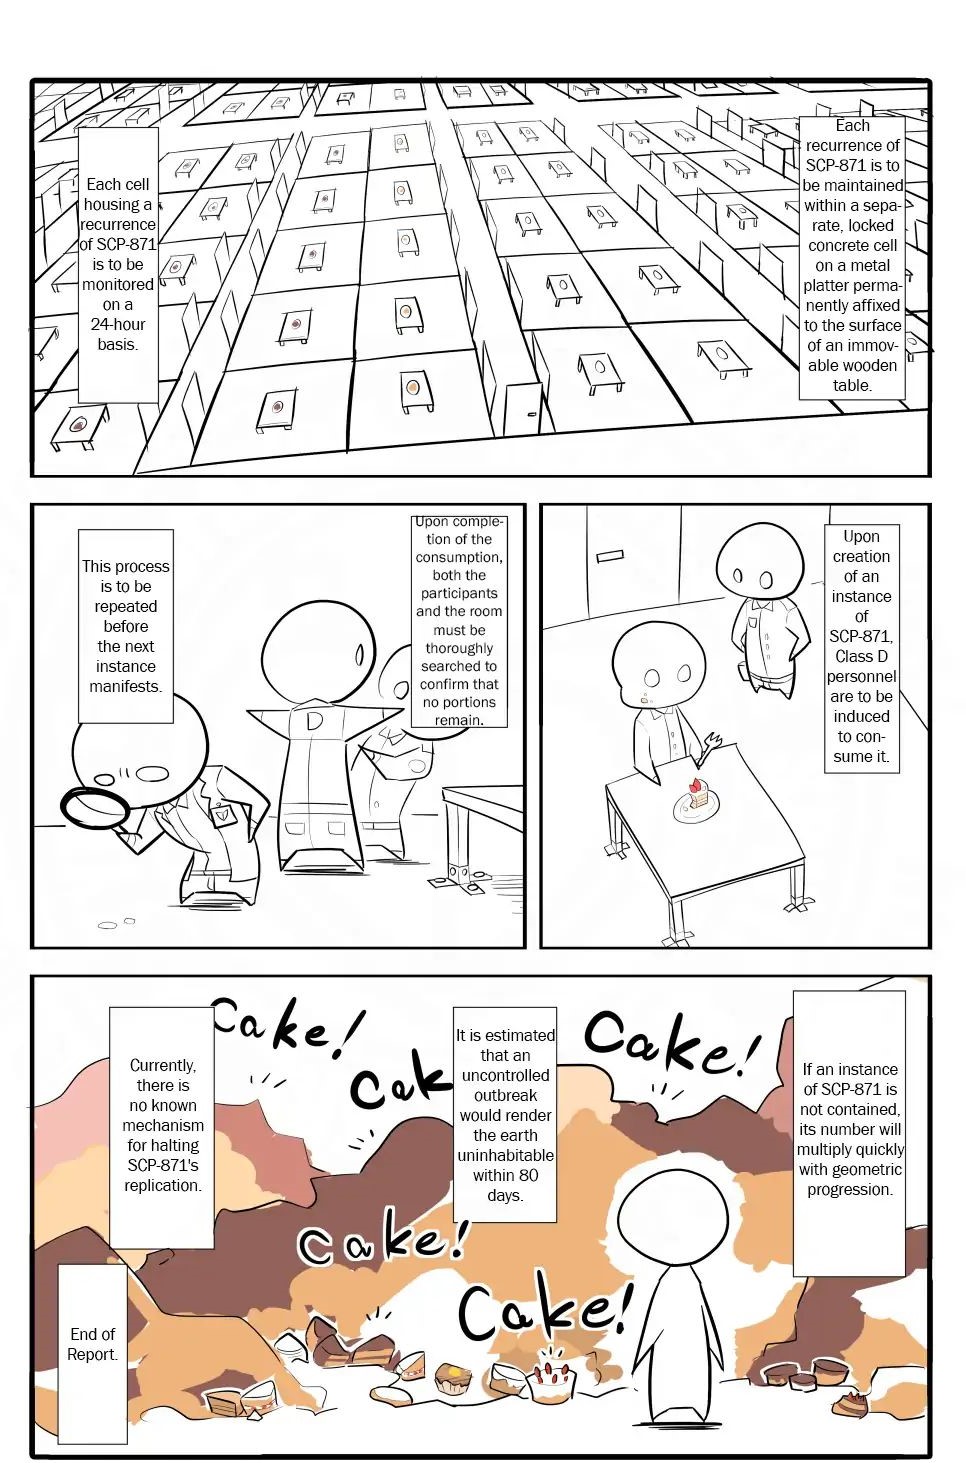 Each
recurrence of
SCP-871 is to
be maintained
within a sepa-
rate, locked
concrete cell
on a metal
platter perma-
nently affixed
to the surface
of an immov-
able wooden
table.
Each cell
housing a
recurrence
of SCP-871
is to be
monitored
on a
24-hour
basis.
Upon
creation
of an
instance
of
SCP-871,
Class D
personnel
are to be
induced
to con-
sume it.
Upon comple-
tion of the
consumption,
both the
participants
and the room
must be
thoroughly
searched to
confirm that
no portions
remain.
This process
is to be
repeated
before
the next
instance
manifests.
D
If an instance
of SCP-871 is
not contained,
its number will
multiply quickly
with geometric
progression.
Cake!
It is estimated
that an
uncontrolled
outbreak
would render
the earth
uninhabitable
within 80
days.
Cak
Cake!
Currently,
there is
no known
mechanism
for halting
SCP-871's
replication.
Cake!
Cake!
End of
Report.